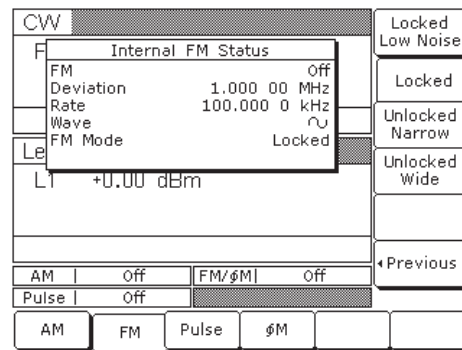 CW
F
Internal FM Status
FM Off
Deviation 1.000 00 MHz
Rate 100.000 0 kHz
Wave
FM Mode Locked
Le
L1 +0.00 dBm
AM Off FM/ϕM Off
Pulse Off
AM FM Pulse ϕM
Locked
Low Noise
Locked
Unlocked
Narrow
Unlocked
Wide
Previous